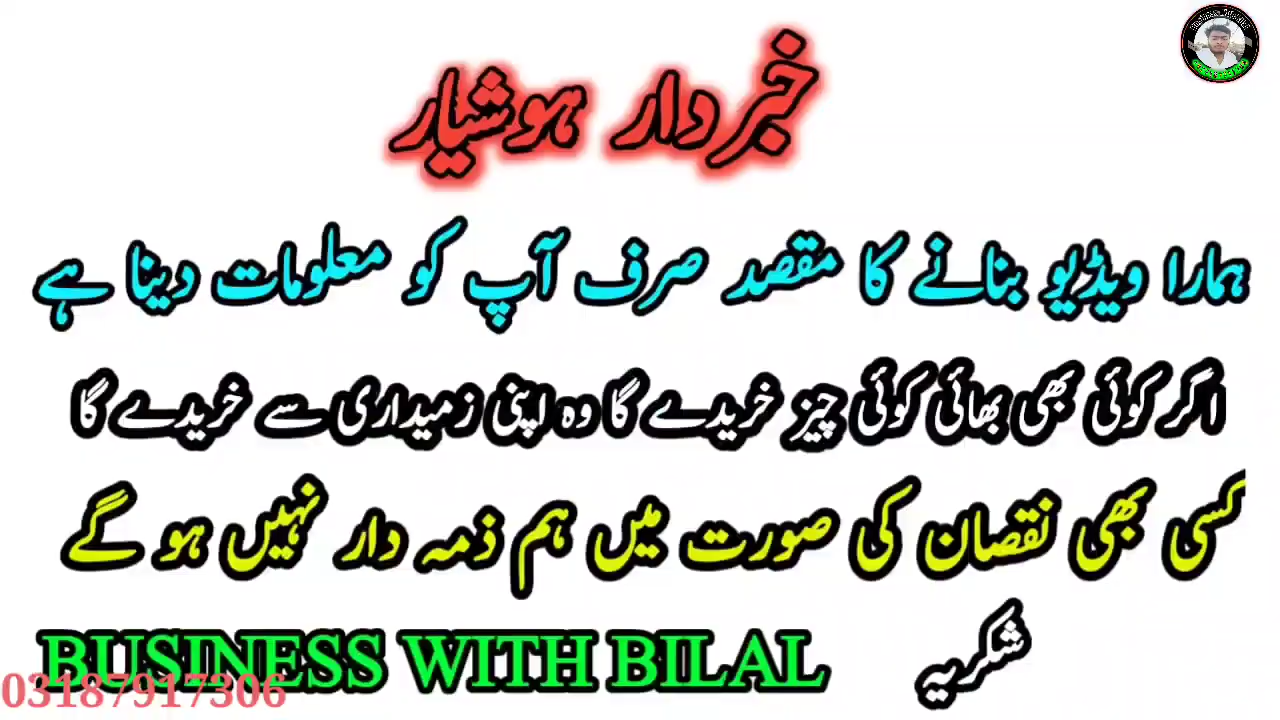 خبردار ہوشیار
ہمارا ویڈیو بنانے کا مقصد صرف آپ کو معلومات دینا ہے
اگر کوئی بھی بھائی کوئی چیز خریدے گا وہ اپنی زمیداری سے خریدے گا
کسی بھی نقصان کی صورت میں ہم ذمہ دار نہیں ہو گے
شکریہ
BUSINESS WITH BILAL
03187917306